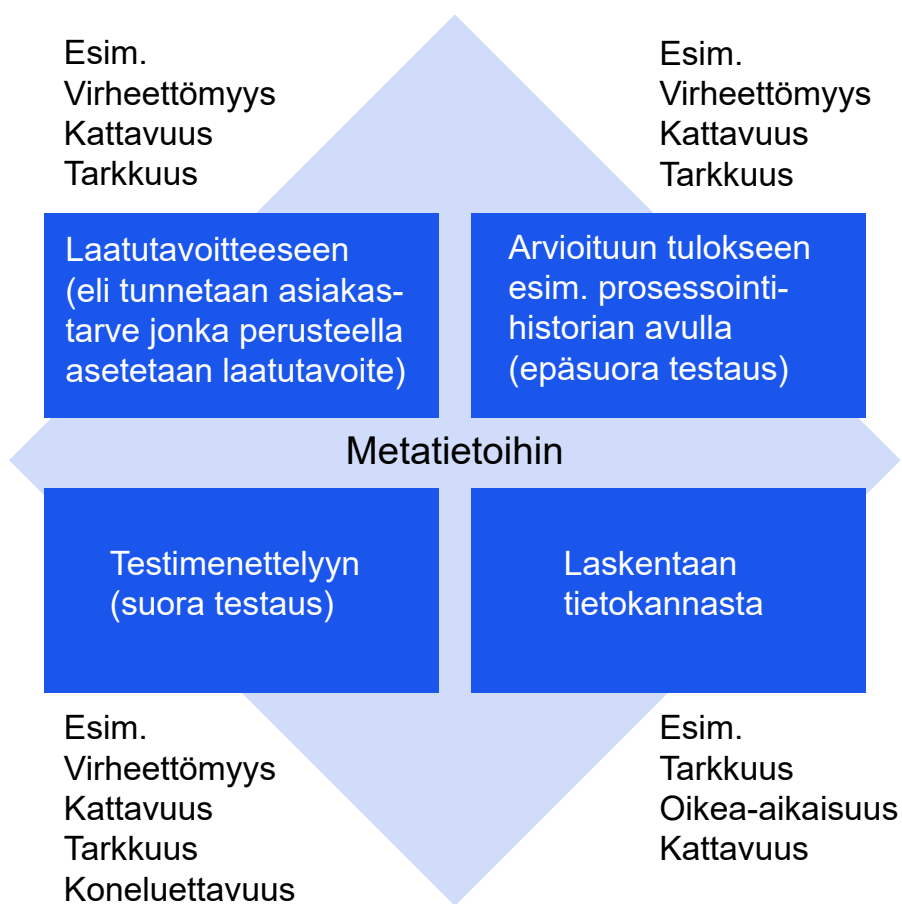 Esim.
Virheettömyys
Kattavuus
Tarkkuus
Esim.
Virheettömyys
Kattavuus
Tarkkuus
Laatutavoitteeseen
(eli tunnetaan asiakas-
tarve jonka perusteella
asetetaan laatutavoite)
Arvioituun tulokseen
esim. prosessointi-
historian avulla
(epäsuora testaus)
Metatietoihin
Testimenettelyyn
(suora testaus)
Laskentaan
tietokannasta
Esim.
Virheettömyys
Kattavuus
Tarkkuus
Koneluettavuus
Esim.
Tarkkuus
Oikea-aikaisuus
Kattavuus